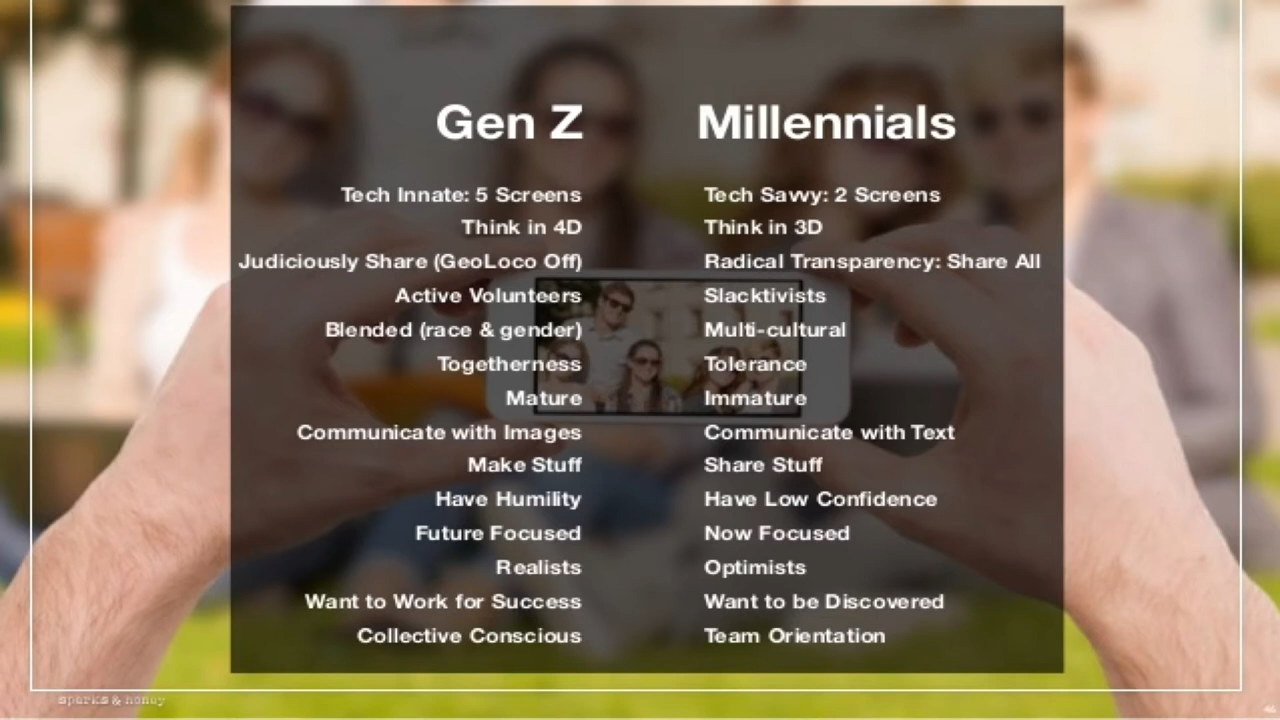 Gen Z
Millennials
Tech Innate: 5 Screens
Tech Savvy: 2 Screens
Think in 4D
Think in 3D
Judiciously Share (GeoLoco Off)
Radical Transparency: Share All
Active Volunteers
Slacktivists
Blended (race & gender)
Multi-cultural
Togetherness
Tolerance
Mature
Immature
Communicate with Images
Communicate with Text
Make Stuff
Share Stuff
Have Humility
Have Low Confidence
Future Focused
Now Focused
Realists
Optimists
Want to Work for Success
Want to be Discovered
Collective Conscious
Team Orientation
sparks & honey